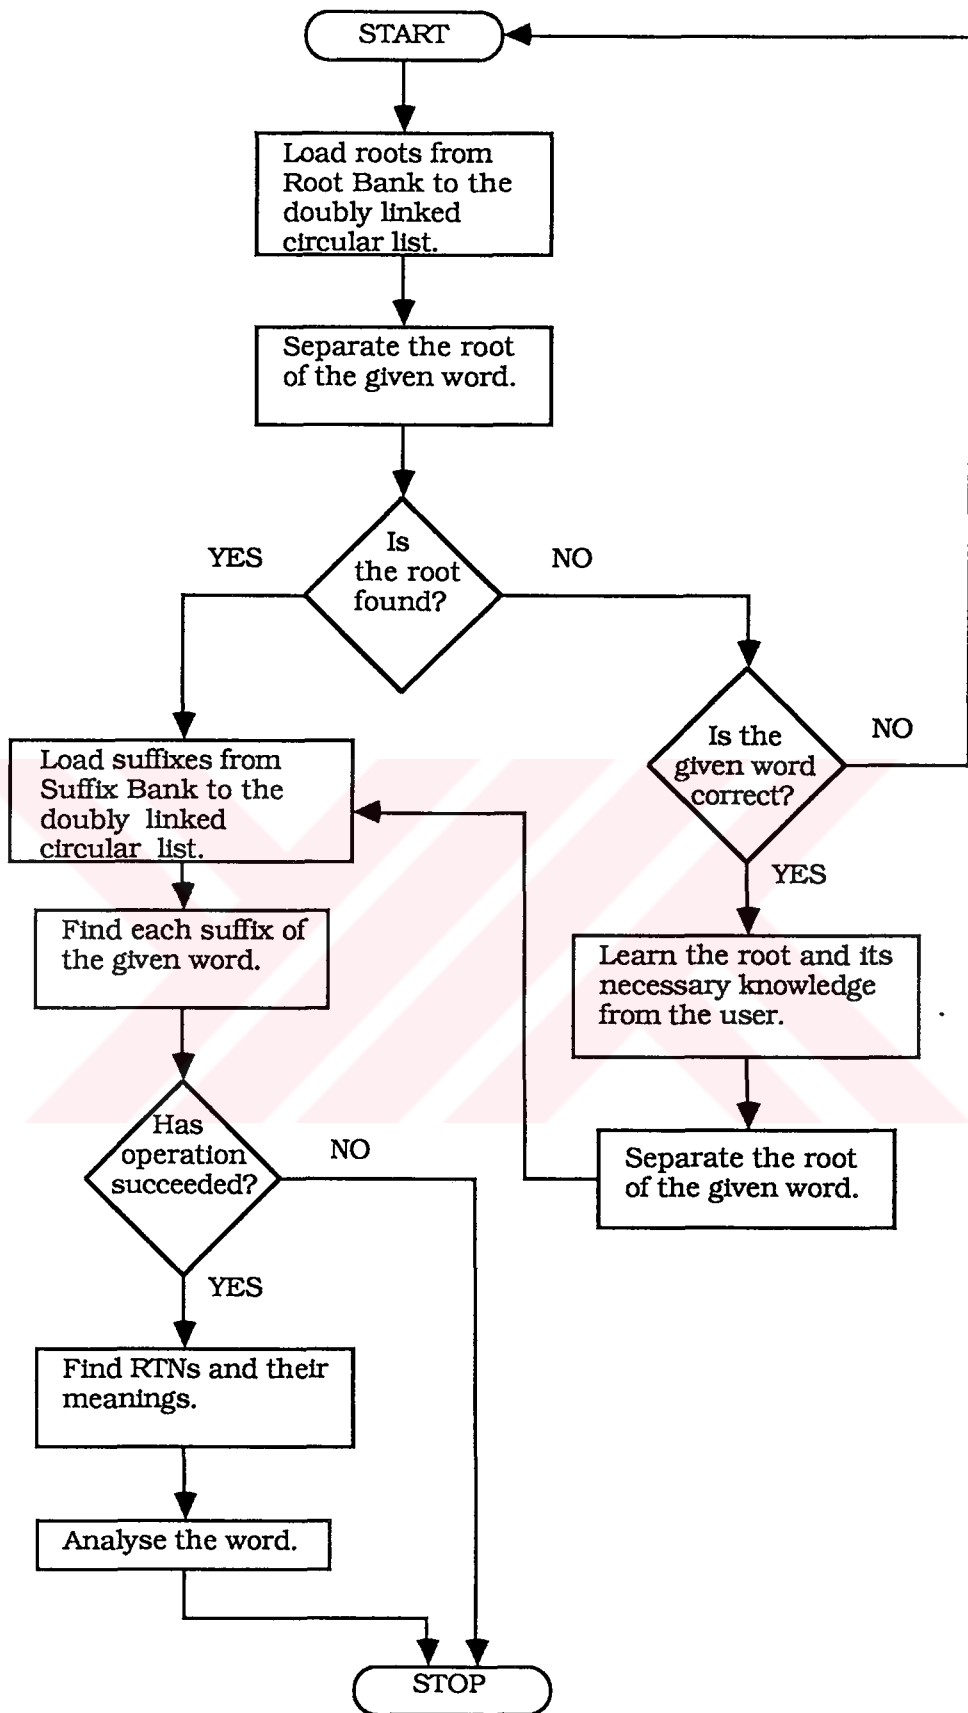 START
Load roots from
Root Bank to the
doubly linked
circular list.
Separate the root
of the given word.
Is
the root
found?
YES
NO
Is the
given word
correct?
NO
YES
Load suffixes from
Suffix Bank to the
doubly linked
circular list.
Find each suffix of
the given word.
Learn the root and its
necessary knowledge
from the user.
Separate the root
of the given word.
Has
operation
succeeded?
NO
YES
Find RTNs and their
meanings.
Analyse the word.
STOP